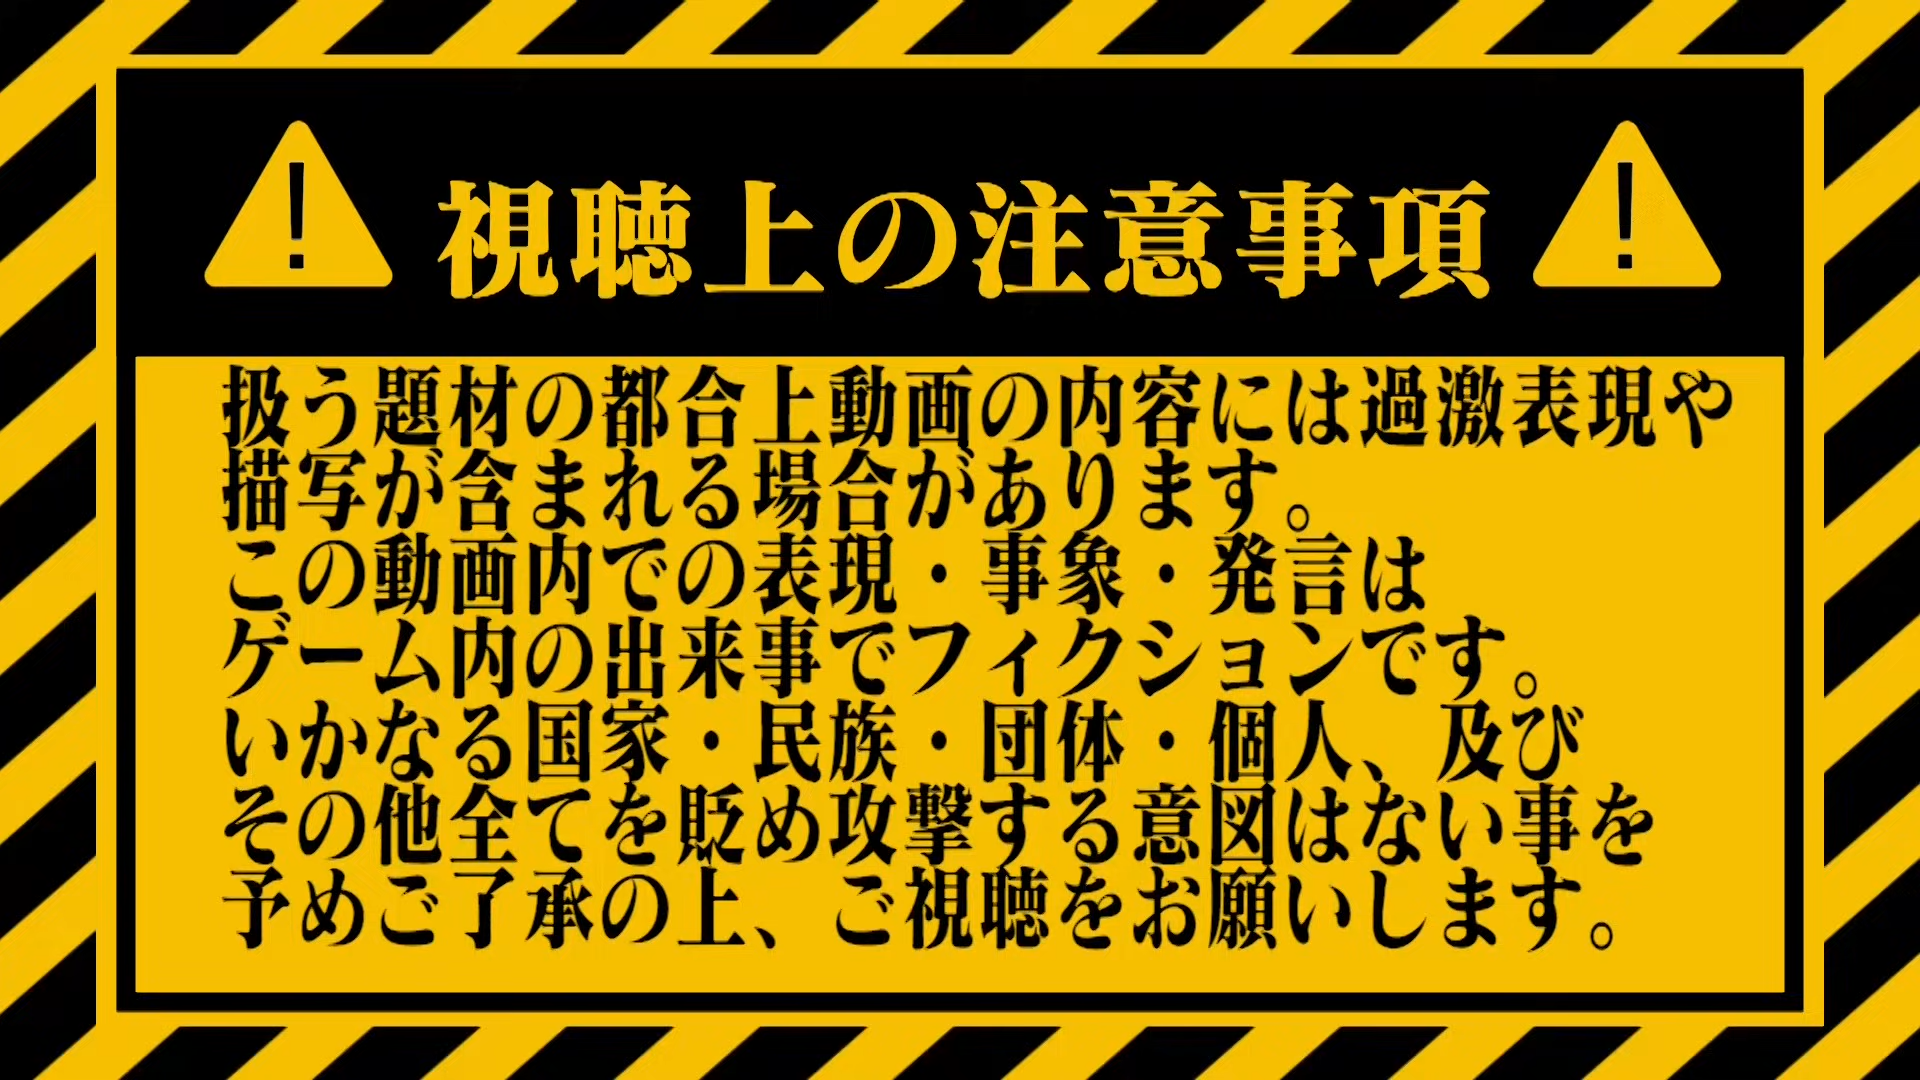 視聴上の注意事項
扱う題材の都合上動画の内容には過激表現や
描写が含まれる場合があります。
この動画内での表現・事象・発言は
ゲーム内の出来事でフィクションです。
いかなる国家・民族・団体・個人、及び
その他全てを貶め攻撃する意図はない事を
予めご了承の上、ご視聴をお願いします。